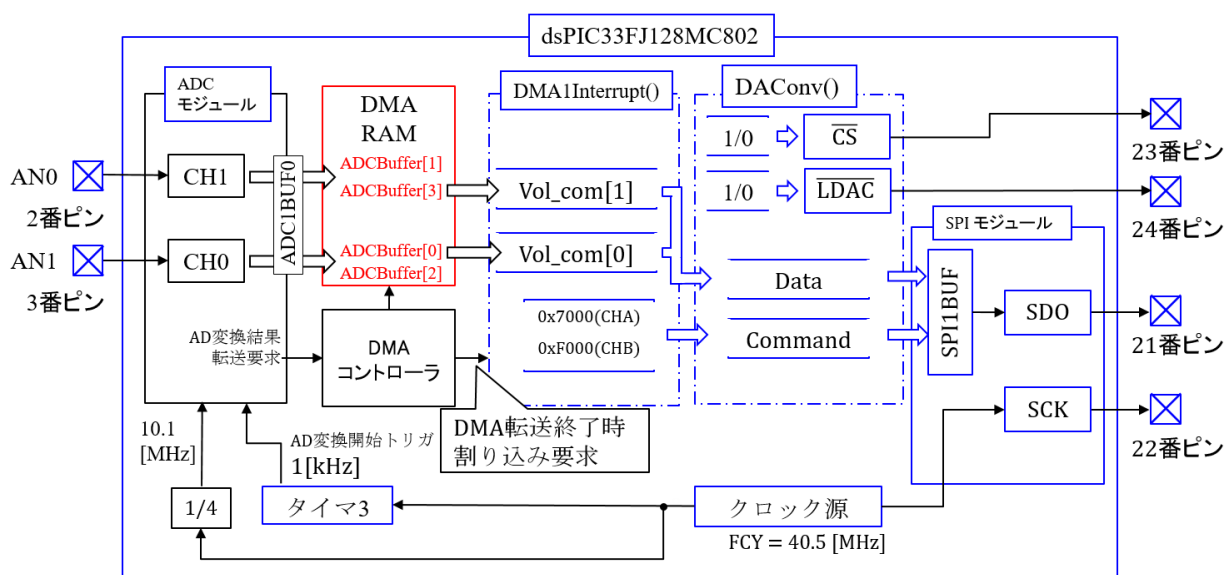 dsPIC33FJ128MC802
ADC
モジュール
DMA
RAM
DMA1Interrupt()
DAConv()
1/0
CS
23番ピン
ADCBuffer[1]
ADCBuffer[3]
AN0
2番ピン
CH1
ADC1BUF0
Vol_com[1]
1/0
LDAC
24番ピン
SPI モジュール
AN1
3番ピン
CH0
ADCBuffer[0]
ADCBuffer[2]
Vol_com[0]
Data
SPI1BUF
SDO
21番ピン
AD変換結果
転送要求
DMA
コントローラ
0x7000(CHA)
0xF000(CHB)
Command
SCK
22番ピン
DMA転送終了時
割り込み要求
10.1
[MHz]
AD変換開始トリガ
1[kHz]
1/4
タイマ3
クロック源
FCY = 40.5 [MHz]